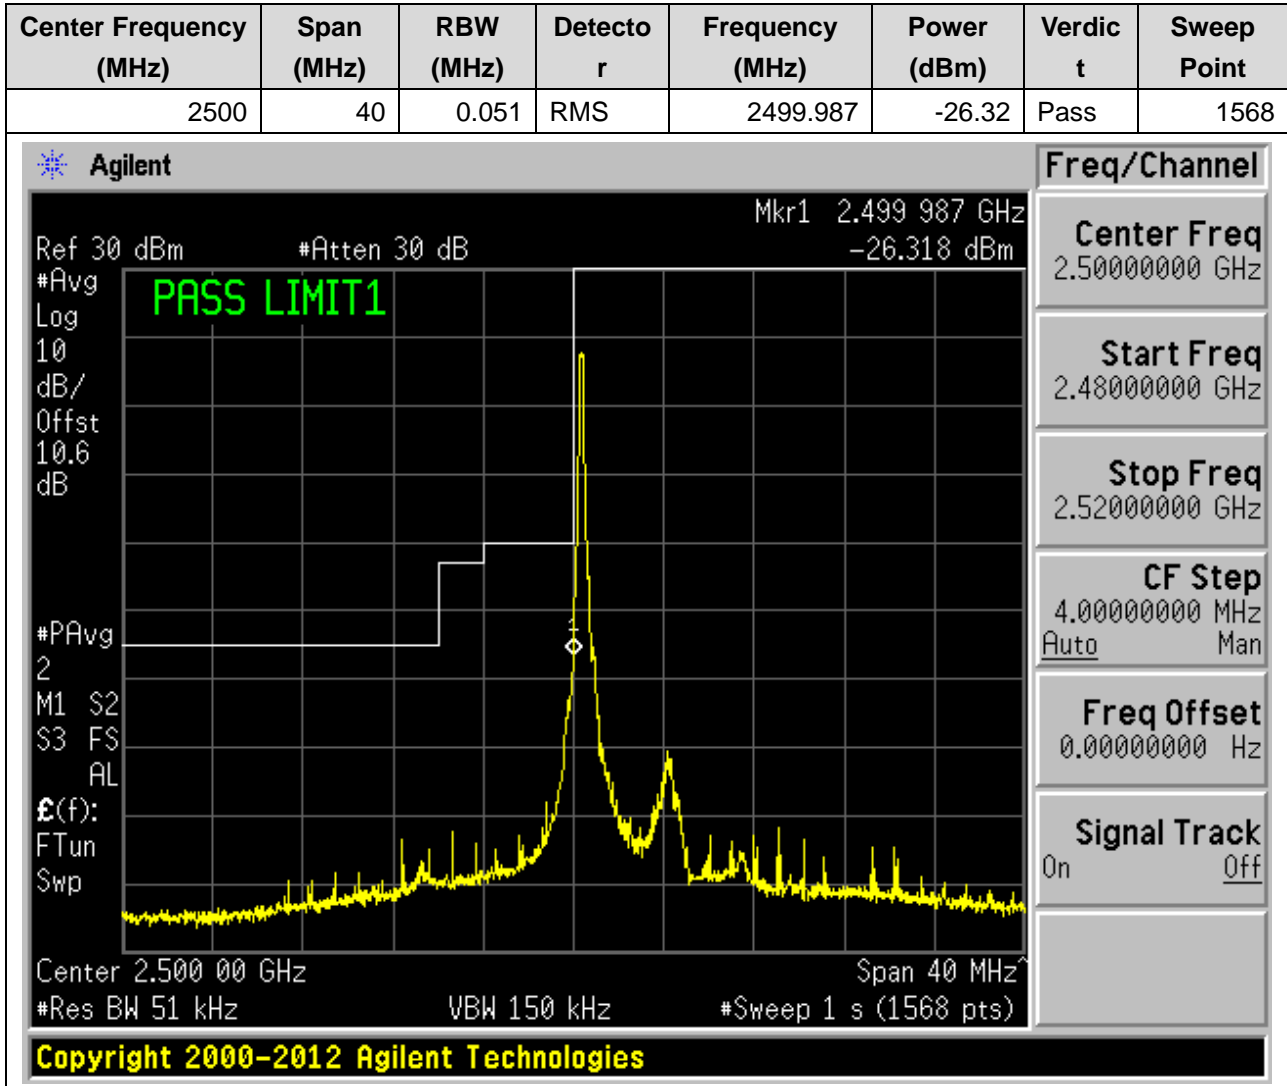 Center Frequency (MHz) Span (MHz) RBW (MHz) Detector Frequency (MHz) Power (dBm) Verdict Sweep Point
2500 40 0.051 RMS 2499.987 -26.32 Pass 1568
Agilent
Freq/Channel
Mkr1 2.499 987 GHz
Ref 30 dBm #Atten 30 dB -26.318 dBm
#Avg
Log
10
dB/
Offst
10.6
dB
PASS LIMIT1
1
#PAvg
2
M1 S2
S3 FS
AL
£(f):
FTun
Swp
Center 2.500 00 GHz Span 40 MHz^
#Res BW 51 kHz VBW 150 kHz #Sweep 1 s (1568 pts)
Center Freq
2.50000000 GHz
Start Freq
2.48000000 GHz
Stop Freq
2.52000000 GHz
CF Step
4.00000000 MHz
Auto Man
Freq Offset
0.00000000 Hz
Signal Track
On Off
Copyright 2000-2012 Agilent Technologies